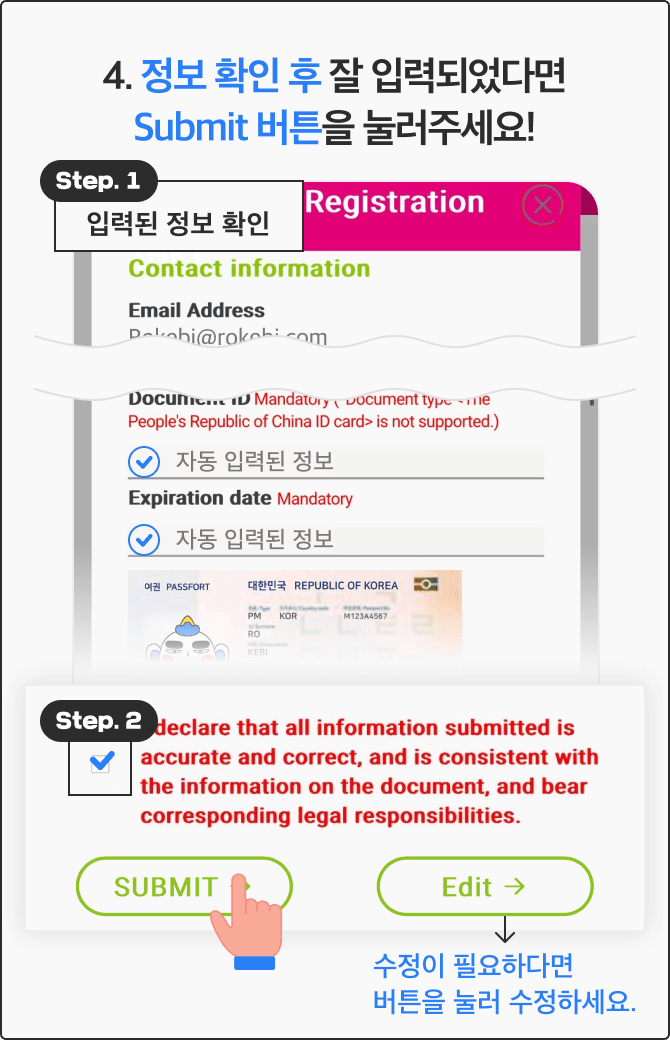 4. 정보 확인 후 잘 입력되었다면
Submit 버튼을 눌러주세요!
Step. 1
입력된 정보 확인
Registration
Contact information
Email Address
Rokebi@rokebi.com
Document ID Mandatory (*Document type <The
People's Republic of China ID card> is not supported.)
자동 입력된 정보
Expiration date Mandatory
자동 입력된 정보
여권 PASSFORT 대한민국 REPUBLIC OF KOREA
PM KOR M123A4567
RO
KEBI
Step. 2
declare that all information submitted is
accurate and correct, and is consistent with
the information on the document, and bear
corresponding legal responsibilities.
SUBMIT →
Edit →
수정이 필요하다면
버튼을 눌러 수정하세요.